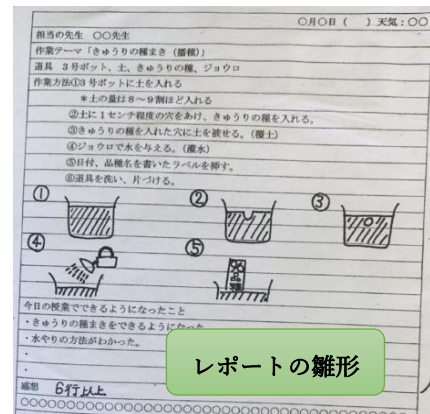 〇月〇日（　）天気：〇〇
担当の先生　〇〇先生
作業テーマ「きゅうりの種まき（播種）」
道具　3号ポット、土、きゅうりの種、ジョウロ
作業方法①3号ポットに土を入れる
＊土の量は8～9割ほど入れる
②土に1センチ程度の穴をあけ、きゅうりの種を入れる。
③きゅうりの種を入れた穴に土を被せる。（覆土）
④ジョウロで水を与える。（灌水）
⑤日付、品種名を書いたラベルを挿す。
⑥道具を洗い、片づける。
① ② ③
④ ⑤
品種
今日の授業でできるようになったこと
・きゅうりの種まきをできるようになった
・水やりの方法がわかった。
・
・
レポートの雛形
感想　6行以上
〇〇〇〇〇〇〇〇〇〇〇〇〇〇〇〇〇〇〇〇〇〇〇〇〇〇〇〇〇〇〇〇